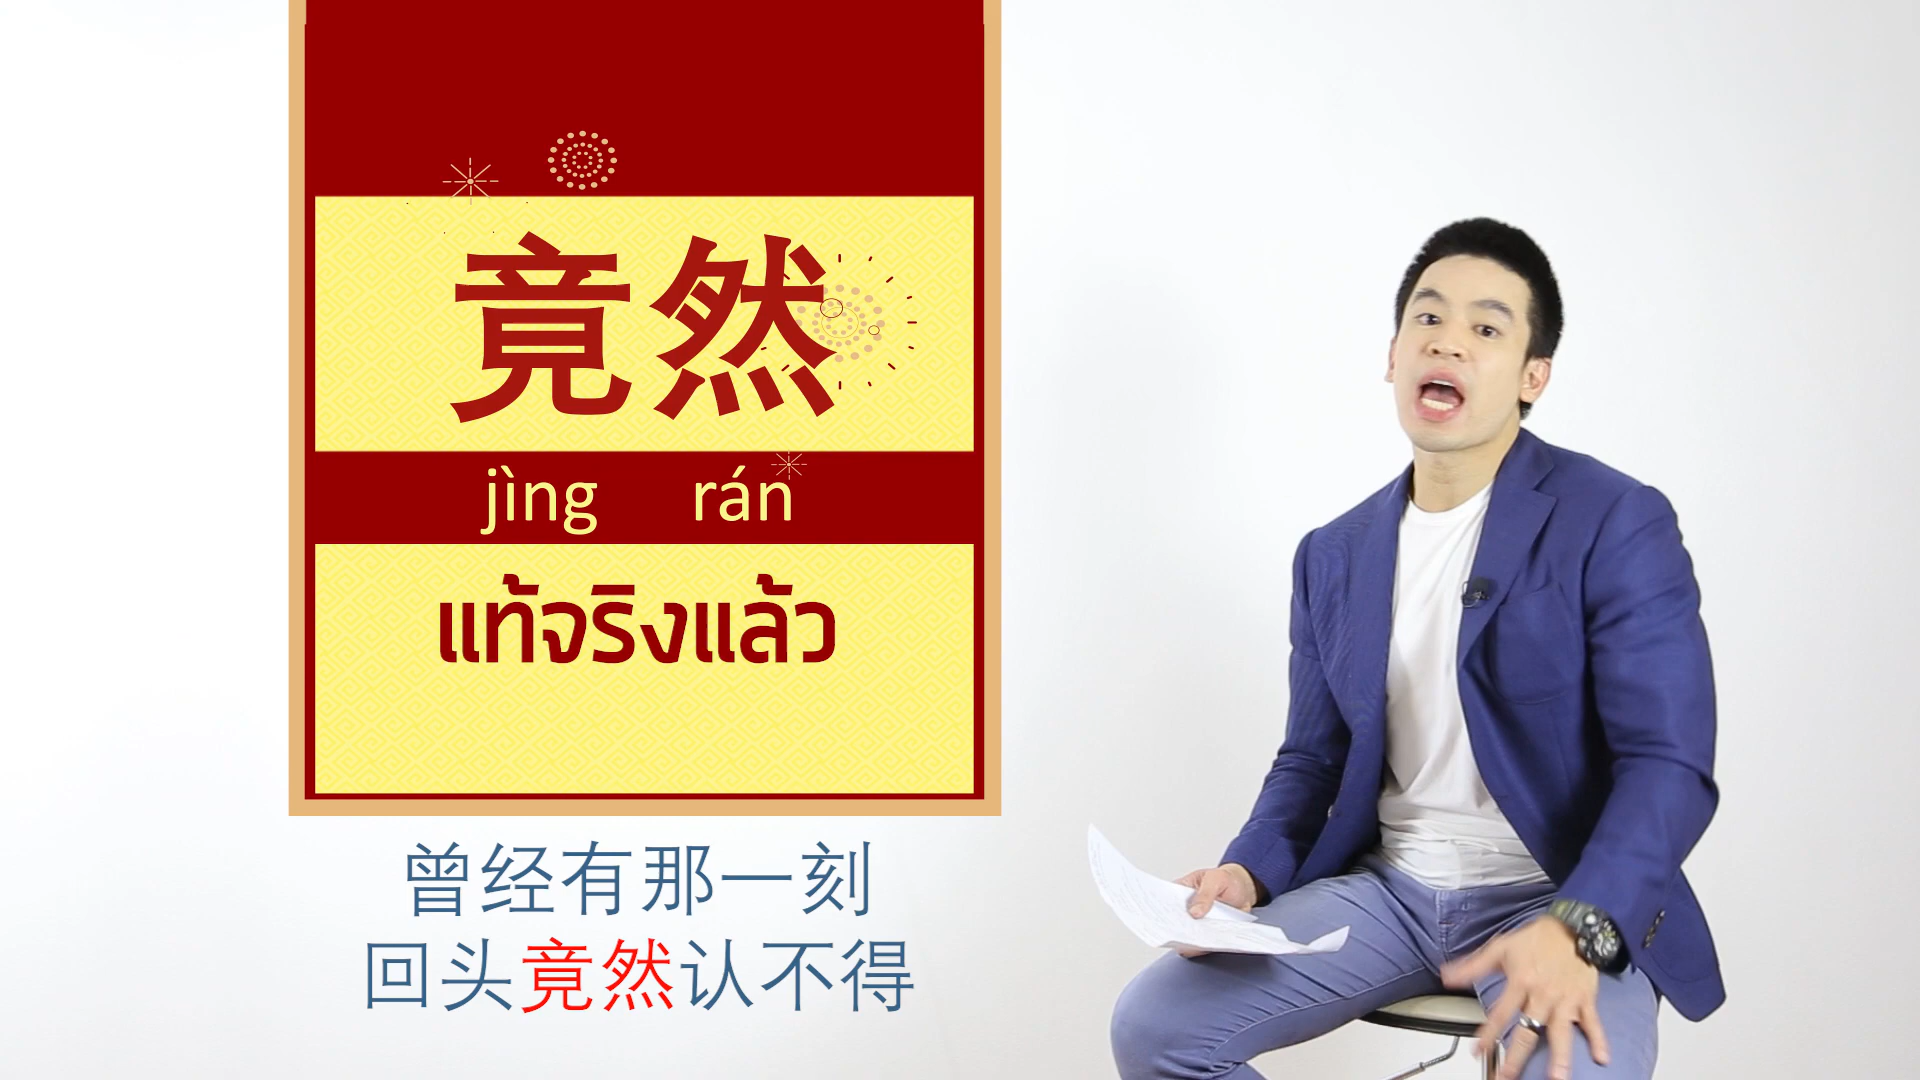 竟然
jìng rán
แท้จริงแล้ว
曾经有那一刻
回头竟然认不得